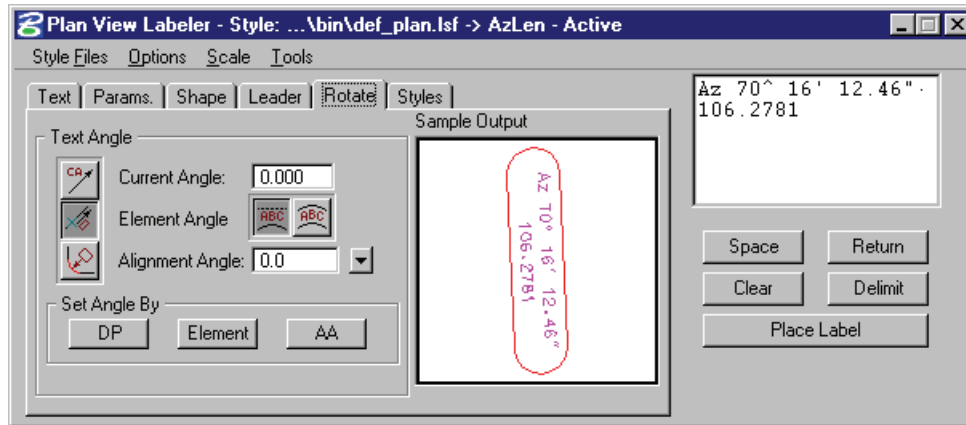 Plan View Labeler - Style: ...\bin\def_plan.lsf -> AzLen - Active
Style Files Options Scale Tools
Text Params. Shape Leader Rotate Styles
Sample Output
Text Angle
CA
Current Angle: 0.000
Element Angle ABC ABC
Alignment Angle: 0.0
Set Angle By
DP Element AA
Az 70° 16' 12.46"
106.2781
Az 70^ 16' 12.46"·
106.2781
Space Return
Clear Delimit
Place Label